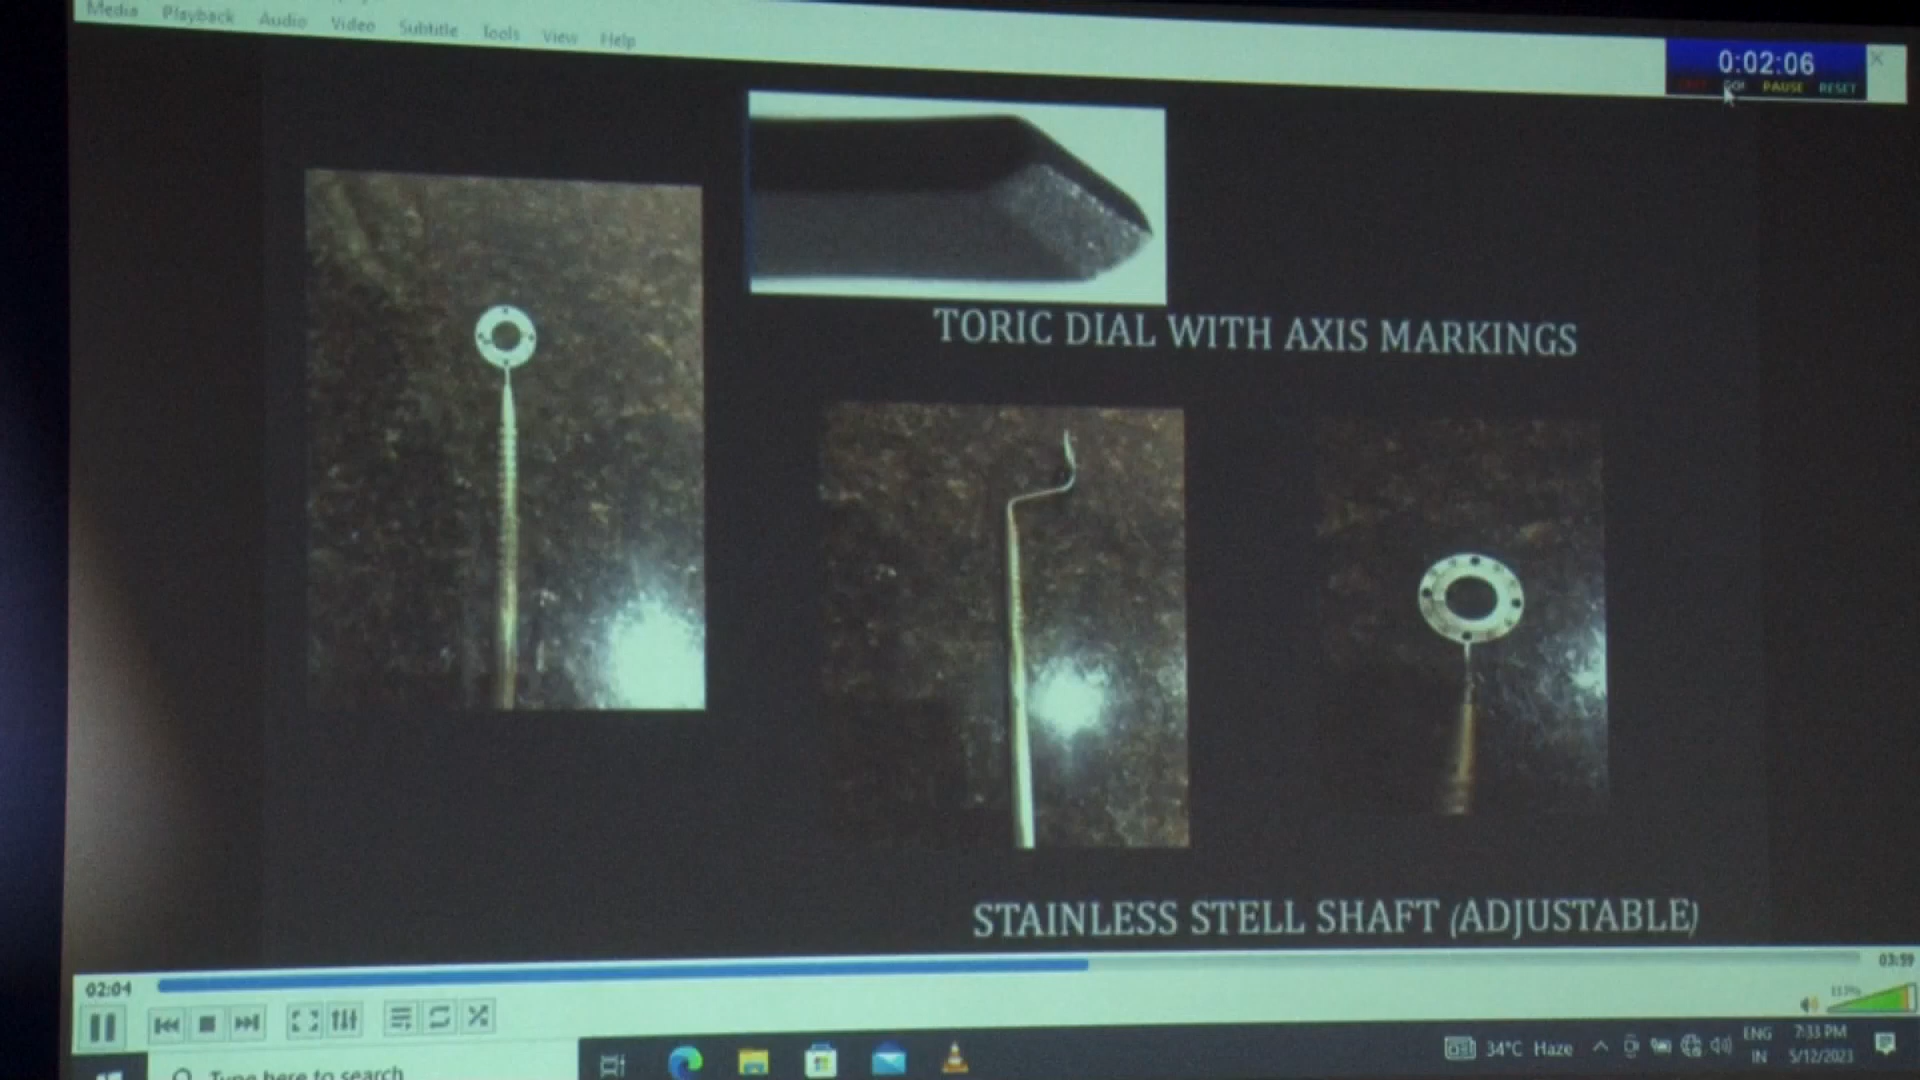 Media Playback Audio Video Subtitle Tools View Help
0:02:06
PAUSE RESET
TORIC DIAL WITH AXIS MARKINGS
STAINLESS STELL SHAFT (ADJUSTABLE)
02:04
03:59
Type here to search
34°C Haze
ENG
IN
7:33 PM
5/12/2023